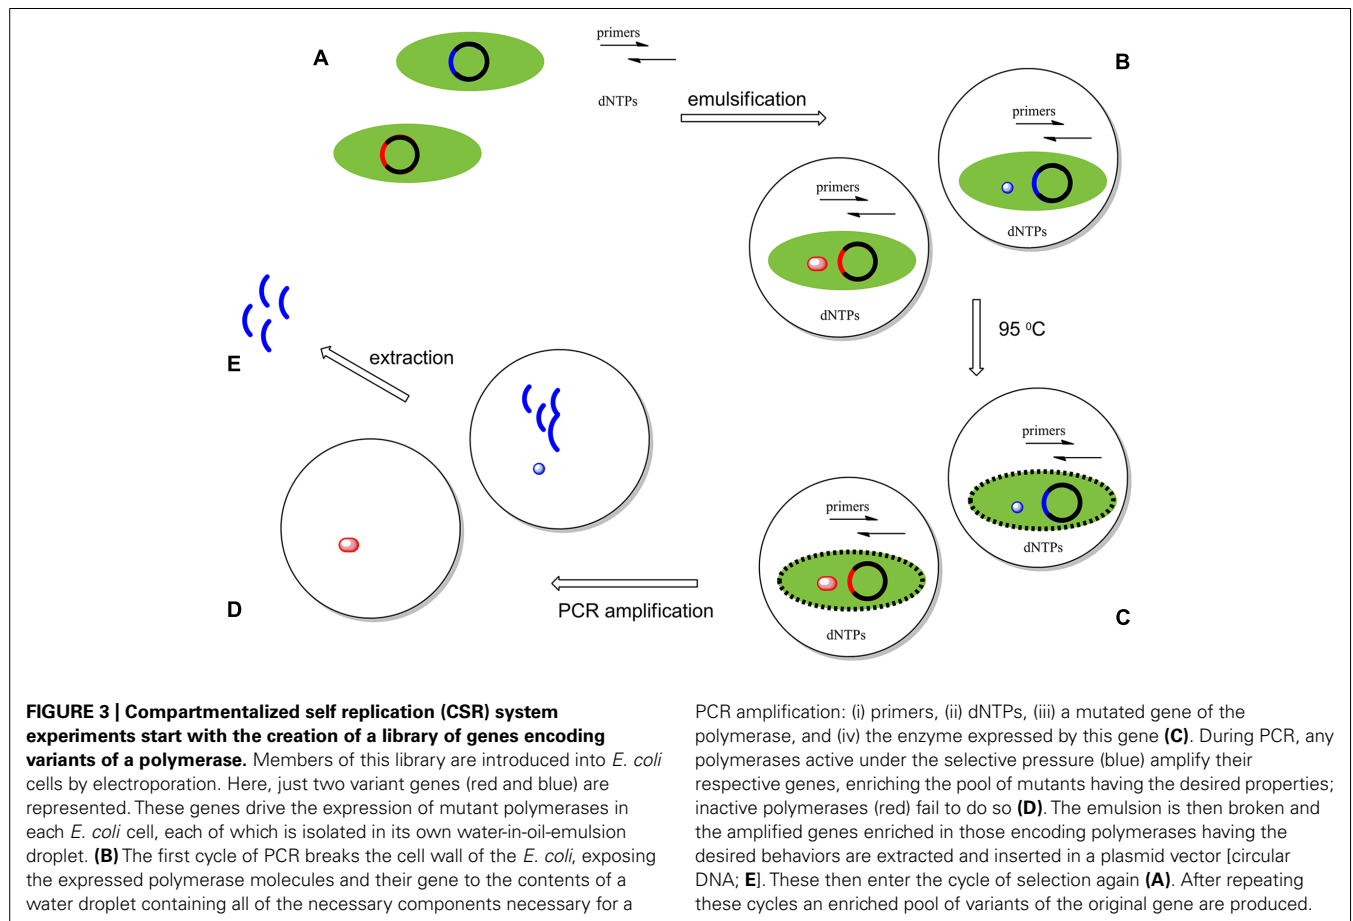 A
primers
dNTPs
emulsification
B
primers
dNTPs
primers
dNTPs
95 ⁰C
primers
dNTPs
C
primers
dNTPs
PCR amplification
D
extraction
E
FIGURE 3 | Compartmentalized self replication (CSR) system
experiments start with the creation of a library of genes encoding
variants of a polymerase. Members of this library are introduced into E. coli
cells by electroporation. Here, just two variant genes (red and blue) are
represented. These genes drive the expression of mutant polymerases in
each E. coli cell, each of which is isolated in its own water-in-oil-emulsion
droplet. (B) The first cycle of PCR breaks the cell wall of the E. coli, exposing
the expressed polymerase molecules and their gene to the contents of a
water droplet containing all of the necessary components necessary for a
PCR amplification: (i) primers, (ii) dNTPs, (iii) a mutated gene of the
polymerase, and (iv) the enzyme expressed by this gene (C). During PCR, any
polymerases active under the selective pressure (blue) amplify their
respective genes, enriching the pool of mutants having the desired properties;
inactive polymerases (red) fail to do so (D). The emulsion is then broken and
the amplified genes enriched in those encoding polymerases having the
desired behaviors are extracted and inserted in a plasmid vector [circular
DNA; E]. These then enter the cycle of selection again (A). After repeating
these cycles an enriched pool of variants of the original gene are produced.